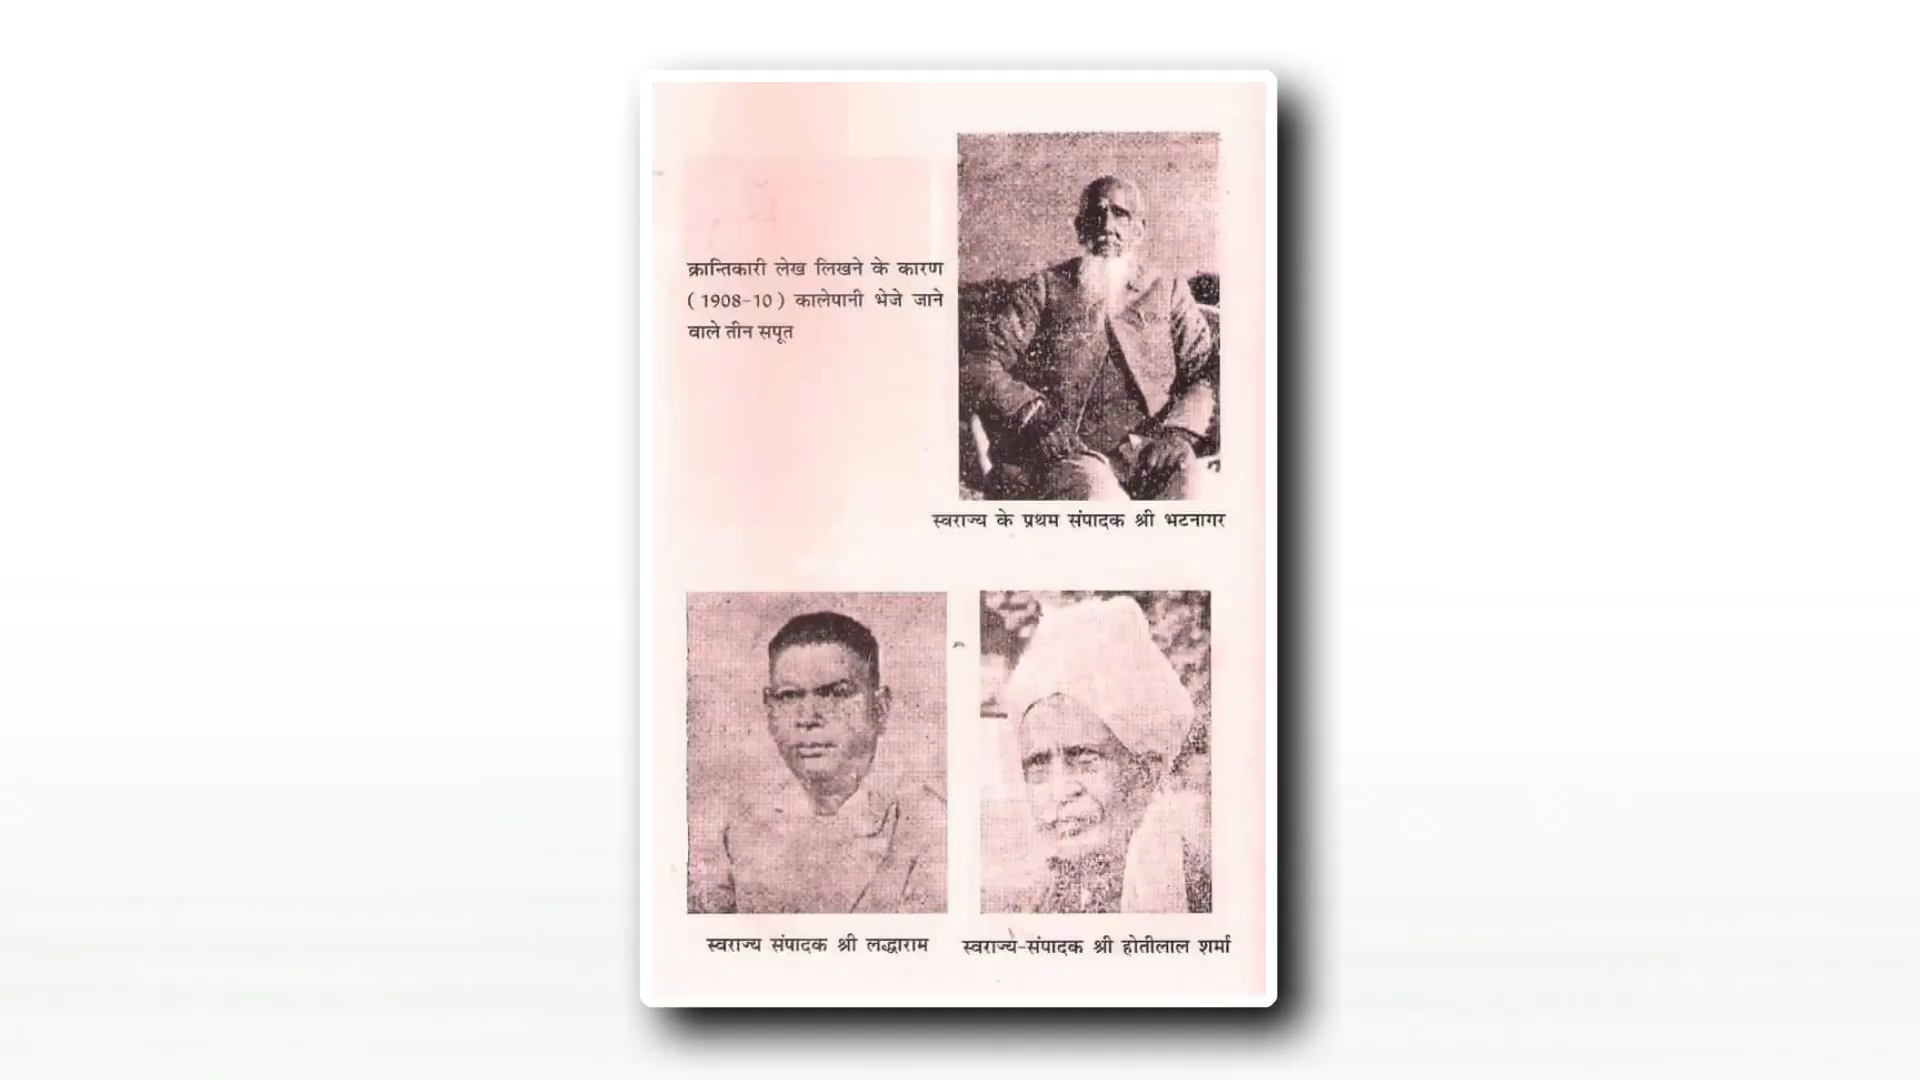 क्रान्तिकारी लेख लिखने के कारण
( 1908-10 ) कालेपानी भेजे जाने
वाले तीन सपूत
स्वराज्य के प्रथम संपादक श्री भटनागर
स्वराज्य संपादक श्री लद्धाराम
स्वराज्य-संपादक श्री होतीलाल शर्मा